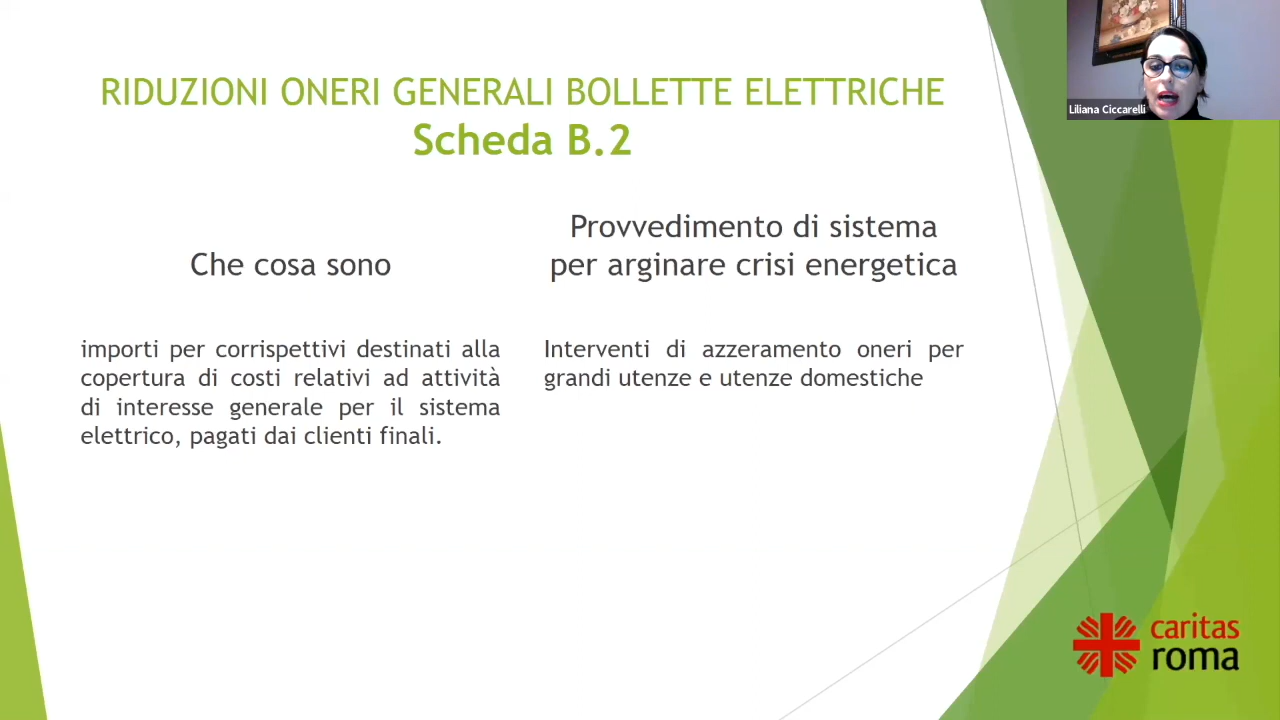 RIDUZIONI ONERI GENERALI BOLLETTE ELETTRICHE
Scheda B.2
Liliana Ciccarelli
Che cosa sono
importi per corrispettivi destinati alla
copertura di costi relativi ad attività
di interesse generale per il sistema
elettrico, pagati dai clienti finali.
Provvedimento di sistema
per arginare crisi energetica
Interventi di azzeramento oneri per
grandi utenze e utenze domestiche
caritas
roma